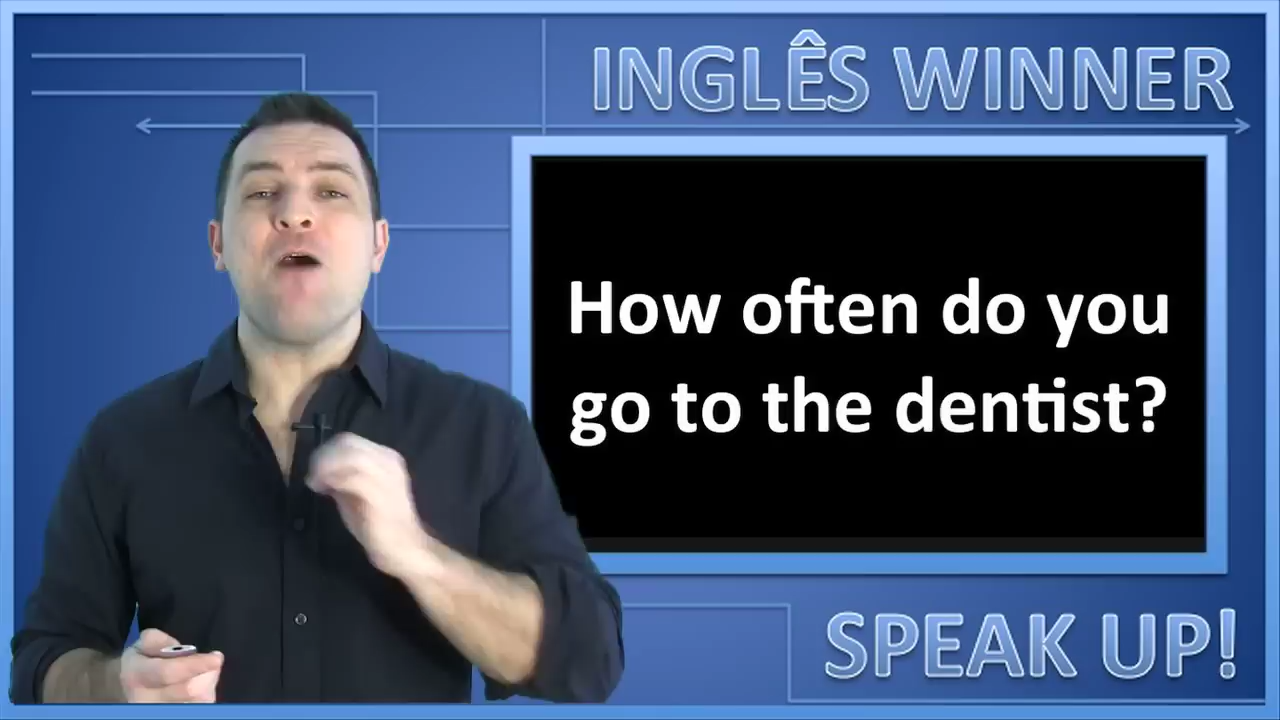 INGLÊS WINNER
How often do you
go to the dentist?
SPEAK UP!